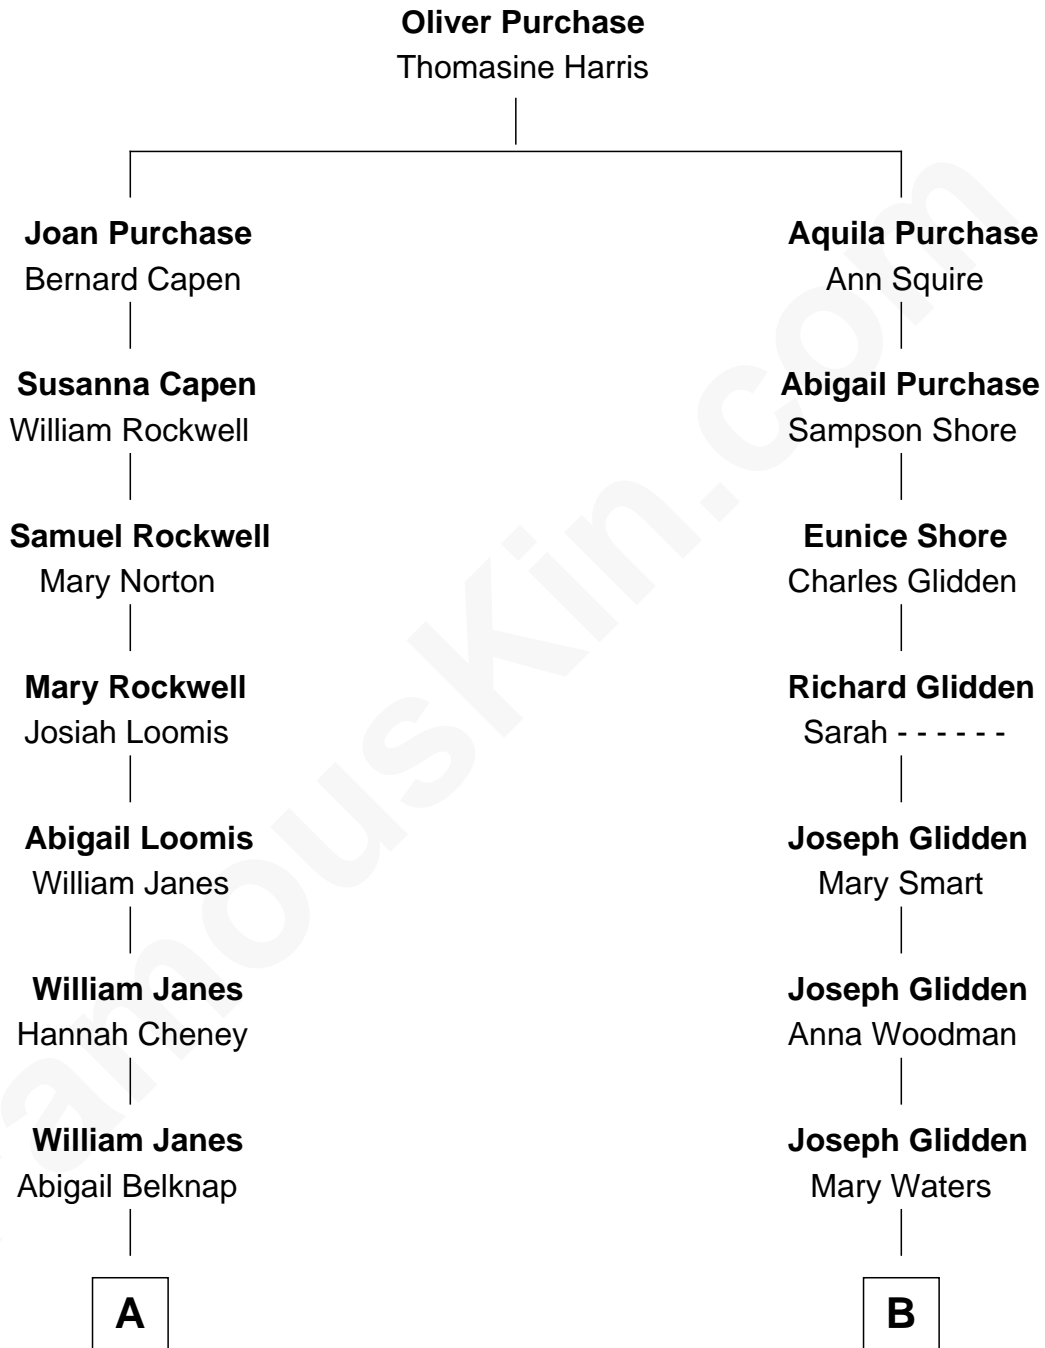 Oliver Purchase
Thomasine Harris
Joan Purchase
Bernard Capen
Aquila Purchase
Ann Squire
Susanna Capen
William Rockwell
Abigail Purchase
Sampson Shore
Samuel Rockwell
Mary Norton
Eunice Shore
Charles Glidden
Mary Rockwell
Josiah Loomis
Richard Glidden
Sarah - - - - - -
Abigail Loomis
William Janes
Joseph Glidden
Mary Smart
William Janes
Hannah Cheney
Joseph Glidden
Anna Woodman
William Janes
Abigail Belknap
Joseph Glidden
Mary Waters
A
B
famouskin.com